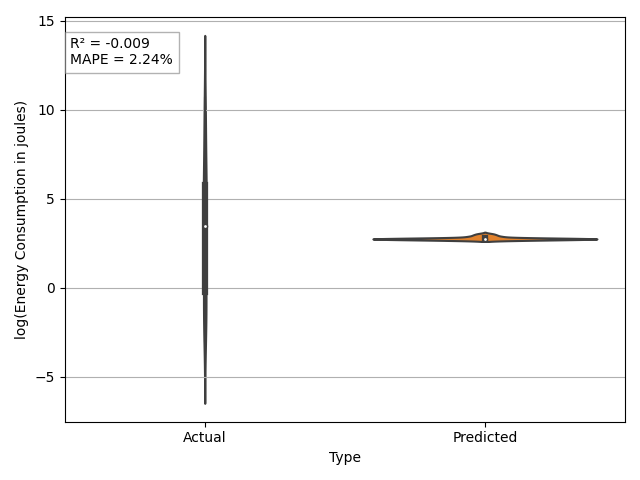 15
R² = -0.009
MAPE = 2.24%
10
5
0
−5
log(Energy Consumption in joules)
Actual
Predicted
Type